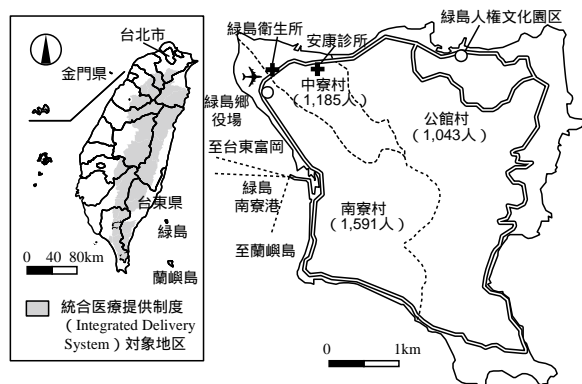 台北市
金門県
台東県
緑島
蘭嶼島
0 40 80km
統合医療提供制度
(Integrated Delivery
System)対象地区
緑島衛生所
安康診所
緑島人権文化園区
中寮村
(1,185人)
公館村
(1,043人)
緑島郷
役場
至台東富岡
緑島
南寮港
南寮村
(1,591人)
至蘭嶼島
0 1km